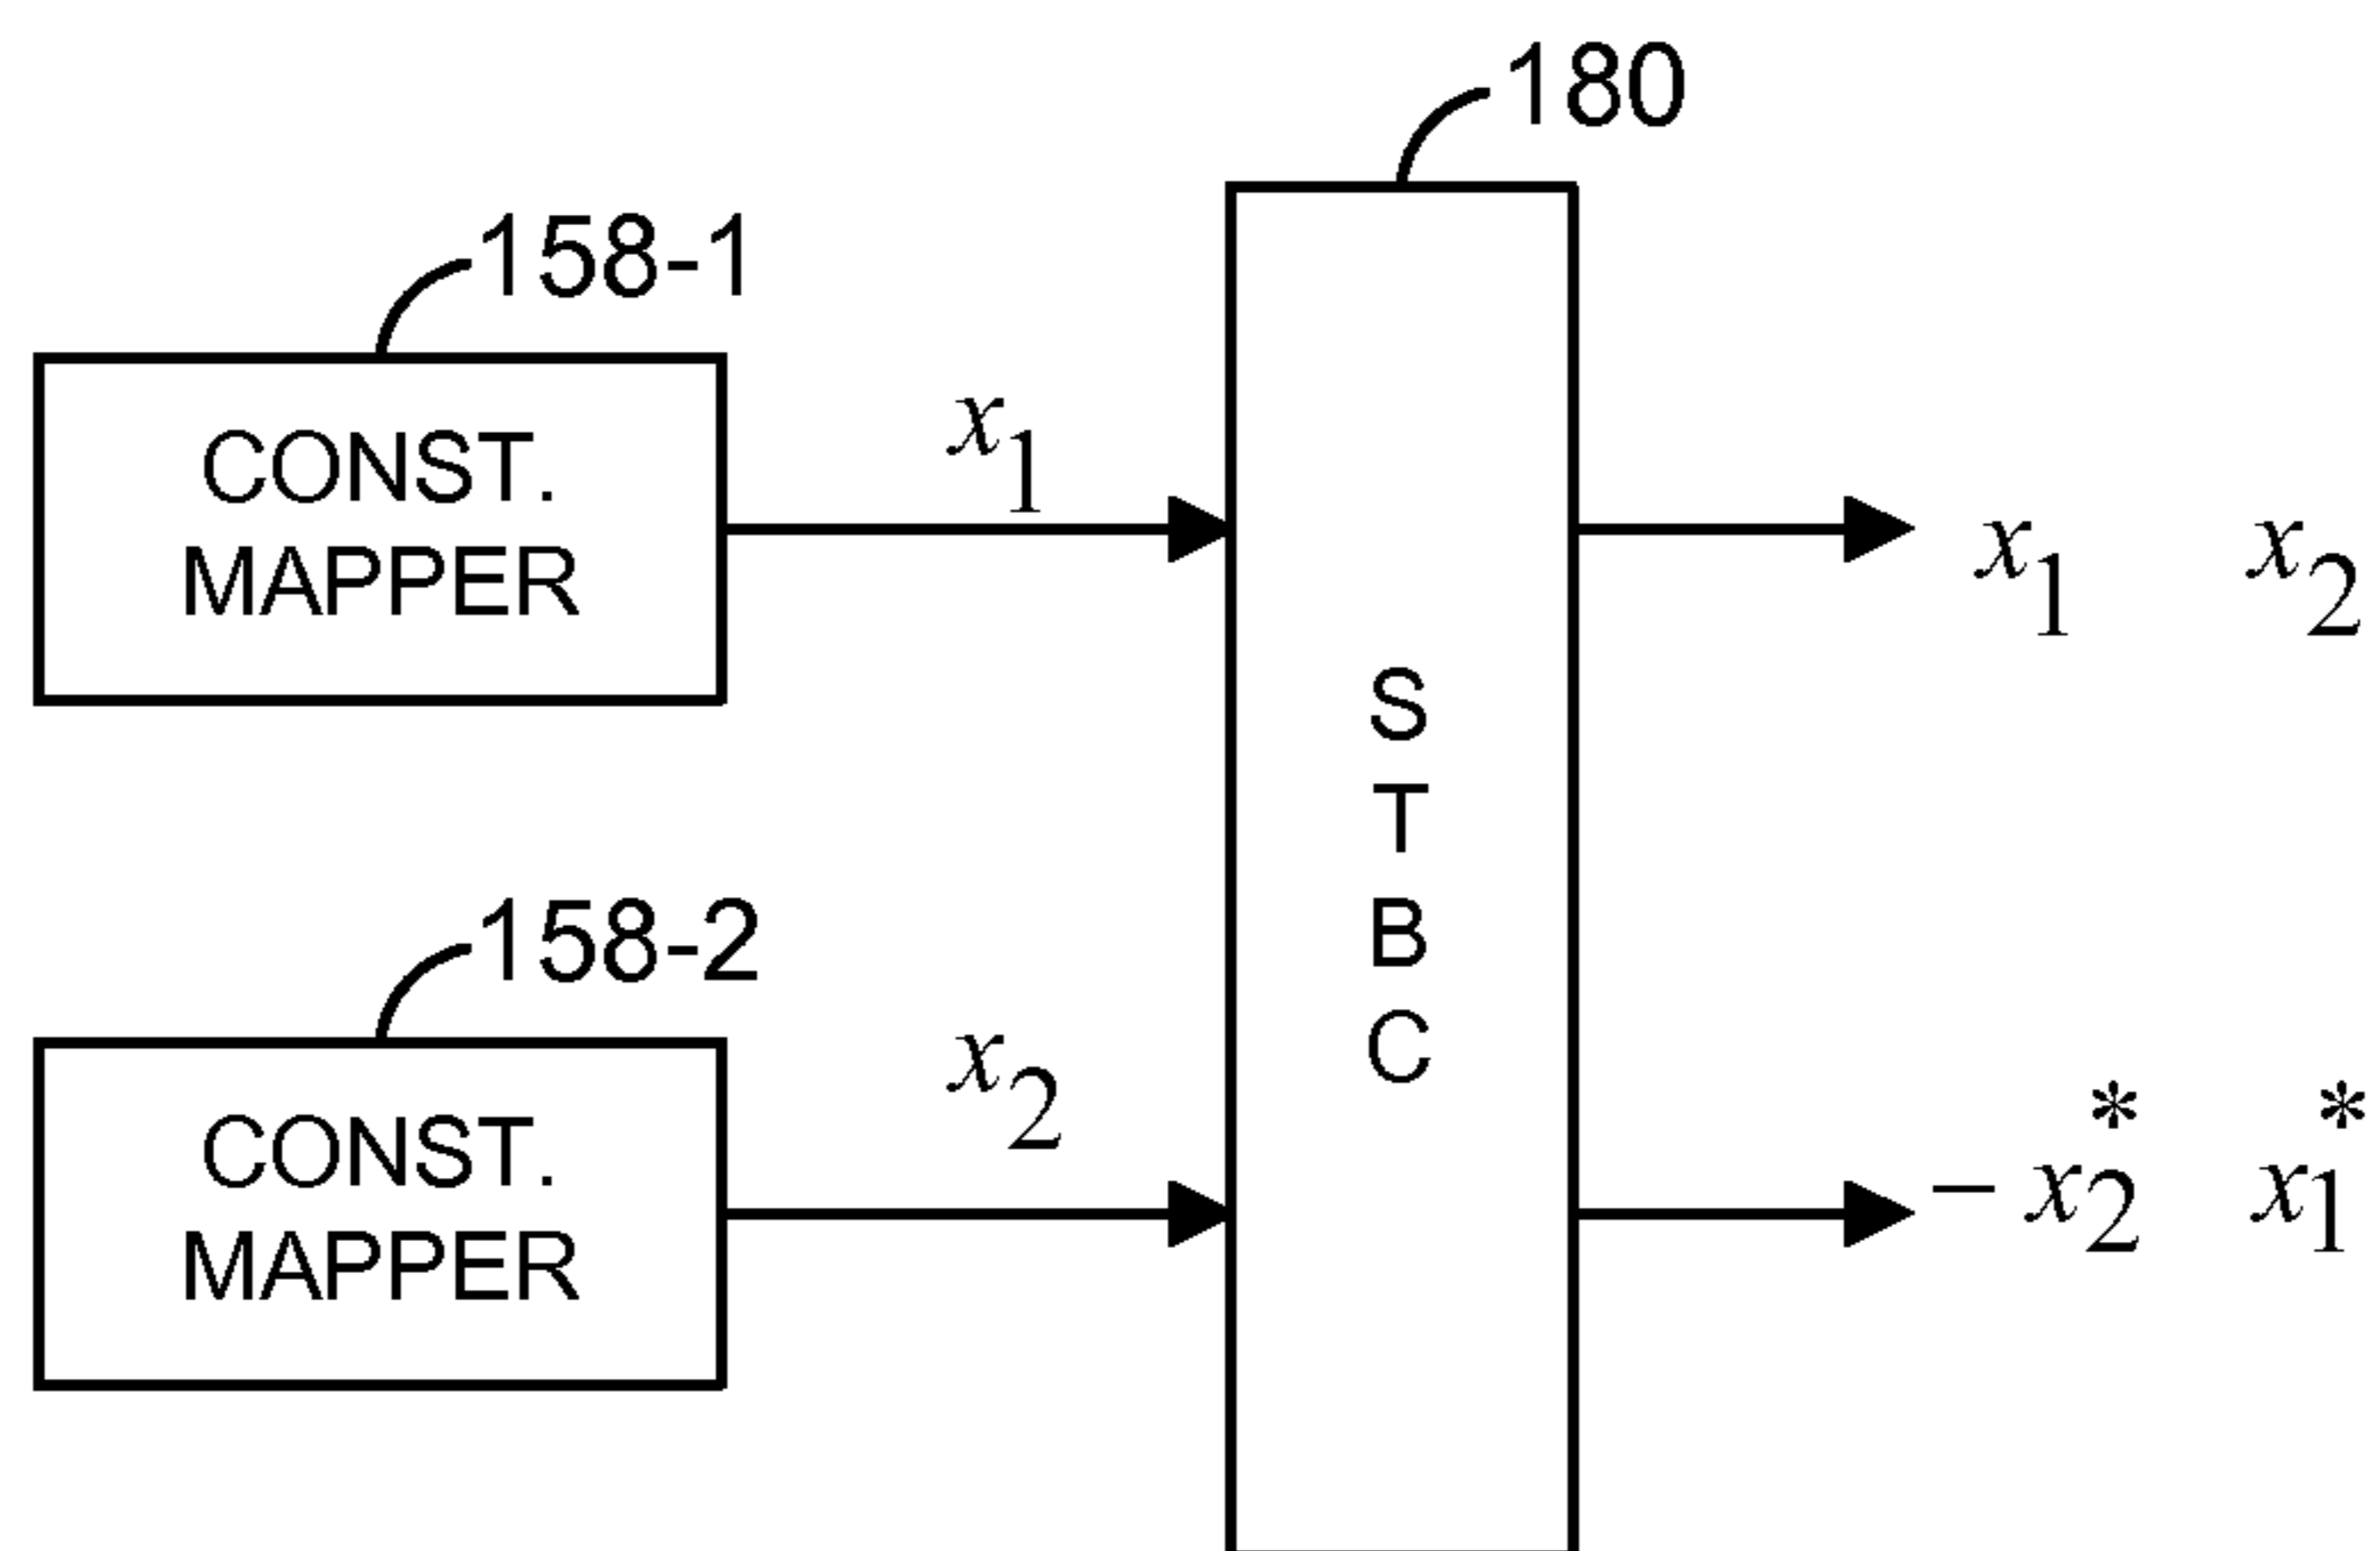 180
158-1
CONST.
MAPPER
x₁
x₁ x₂
S
T
B
C
158-2
CONST.
MAPPER
x₂
−x₂* x₁*